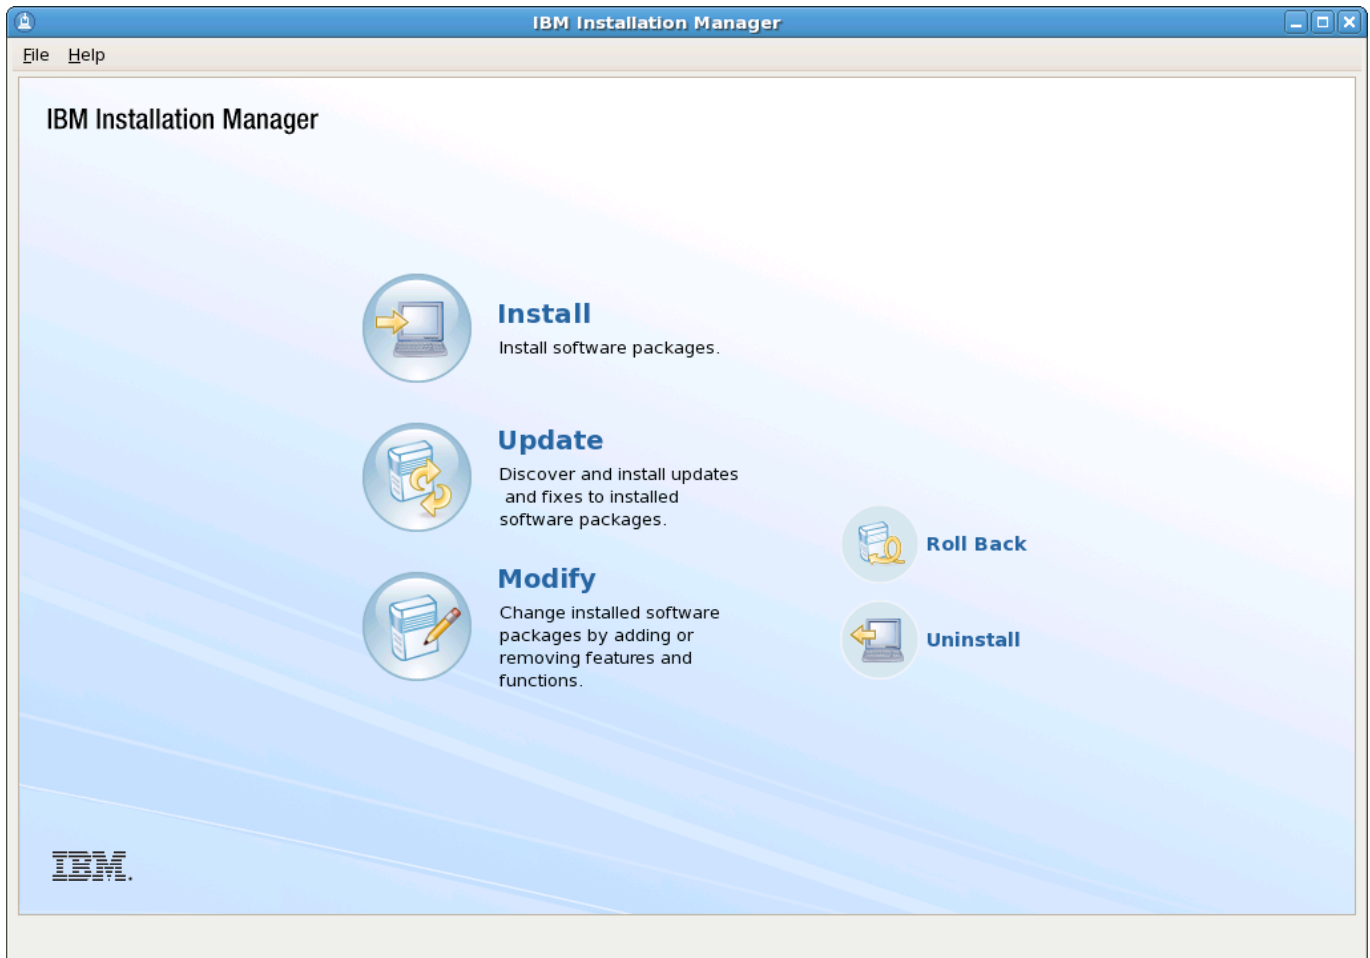 IBM Installation Manager
File Help
IBM Installation Manager
Install
Install software packages.
Update
Discover and install updates
and fixes to installed
software packages.
Modify
Change installed software
packages by adding or
removing features and
functions.
Roll Back
Uninstall
IBM.